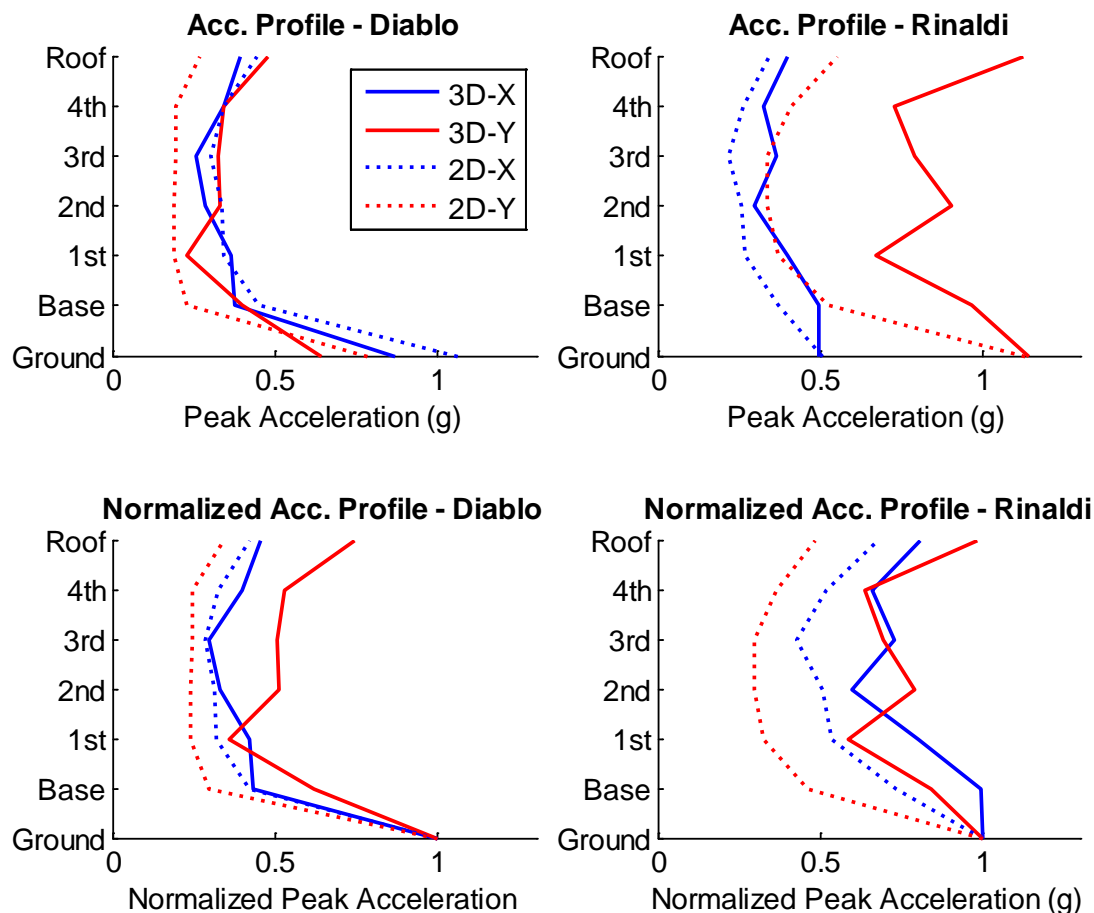 Acc. Profile - Diablo
Roof
4th
3rd
2nd
1st
Base
Ground
0
0.5
1
Peak Acceleration (g)
3D-X
3D-Y
2D-X
2D-Y
Acc. Profile - Rinaldi
Roof
4th
3rd
2nd
1st
Base
Ground
0
0.5
1
Peak Acceleration (g)
Normalized Acc. Profile - Diablo
Roof
4th
3rd
2nd
1st
Base
Ground
0
0.5
1
Normalized Peak Acceleration
Normalized Acc. Profile - Rinaldi
Roof
4th
3rd
2nd
1st
Base
Ground
0
0.5
1
Normalized Peak Acceleration (g)